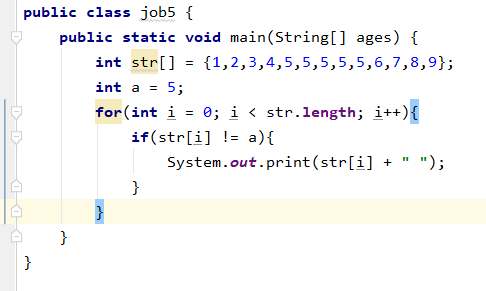 public class job5 {
    public static void main(String[] ages) {
        int str[] = {1,2,3,4,5,5,5,5,5,6,7,8,9};
        int a = 5;
        for(int i = 0; i < str.length; i++){
            if(str[i] != a){
                System.out.print(str[i] + " ");
            }
        }
    }
}